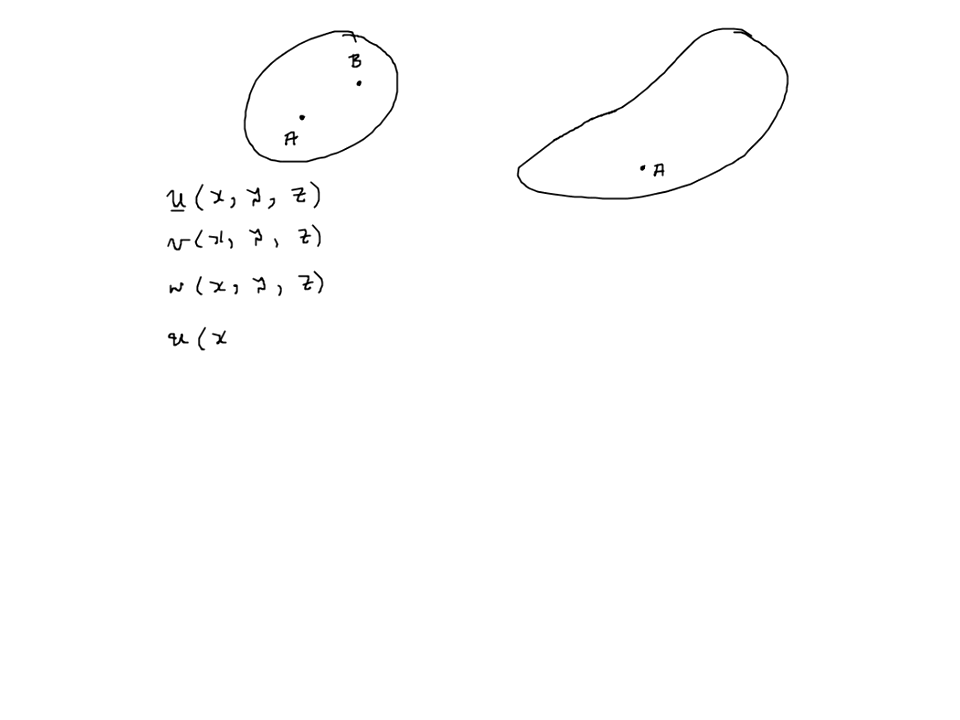 B
A
A
u(x, y, z)
v(x, y, z)
w(x, y, z)
u(x